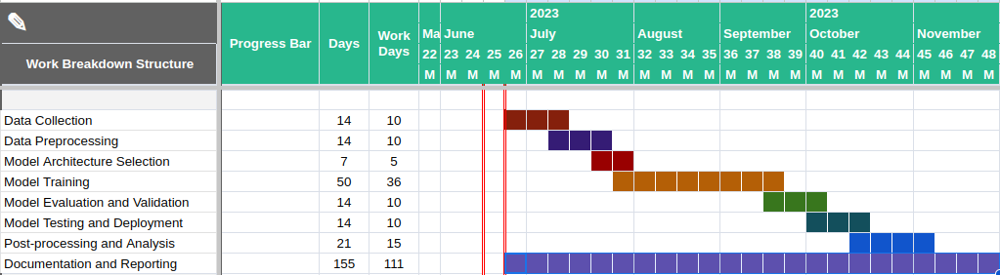 2023 2023
Ma June July August September October November
Progress Bar Days Work Days
22 23 24 25 26 27 28 29 30 31 32 33 34 35 36 37 38 39 40 41 42 43 44 45 46 47 48
Work Breakdown Structure
M M M M M M M M M M M M M M M M M M M M M M M M M M M
Data Collection 14 10
Data Preprocessing 14 10
Model Architecture Selection 7 5
Model Training 50 36
Model Evaluation and Validation 14 10
Model Testing and Deployment 14 10
Post-processing and Analysis 21 15
Documentation and Reporting 155 111